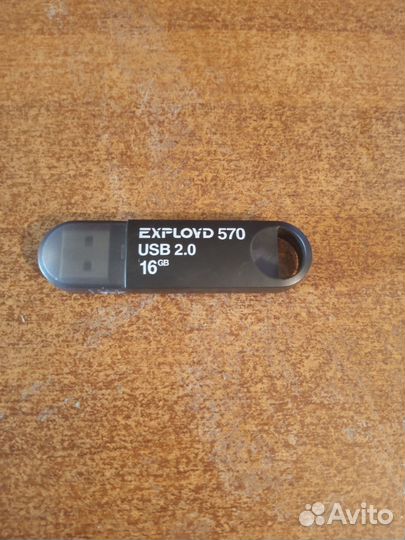 EXPLOYD 570
USB 2.0
16GB
Avito